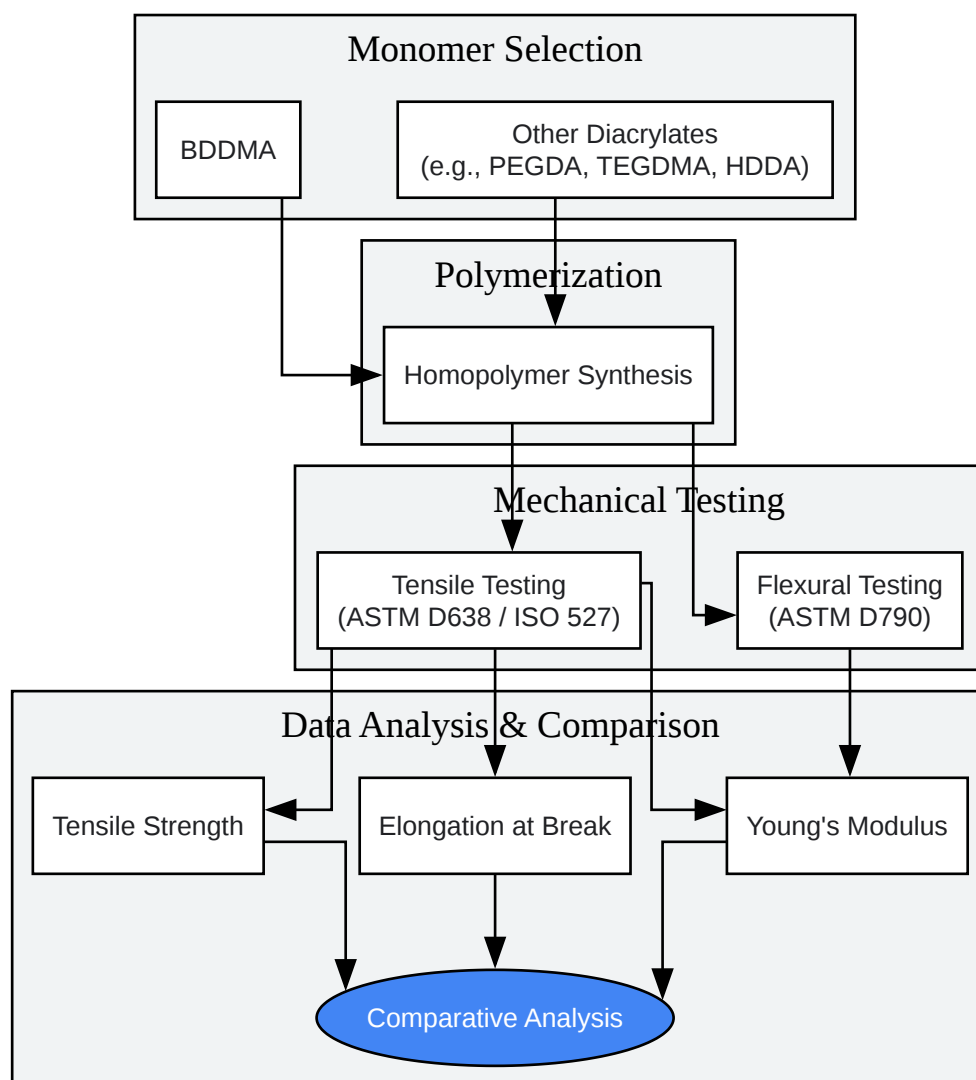 Monomer Selection
BDDMA
Other Diacrylates
(e.g., PEGDA, TEGDMA, HDDA)
Polymerization
Homopolymer Synthesis
Mechanical Testing
Tensile Testing
(ASTM D638 / ISO 527)
Flexural Testing
(ASTM D790)
Data Analysis & Comparison
Tensile Strength
Elongation at Break
Young's Modulus
Comparative Analysis